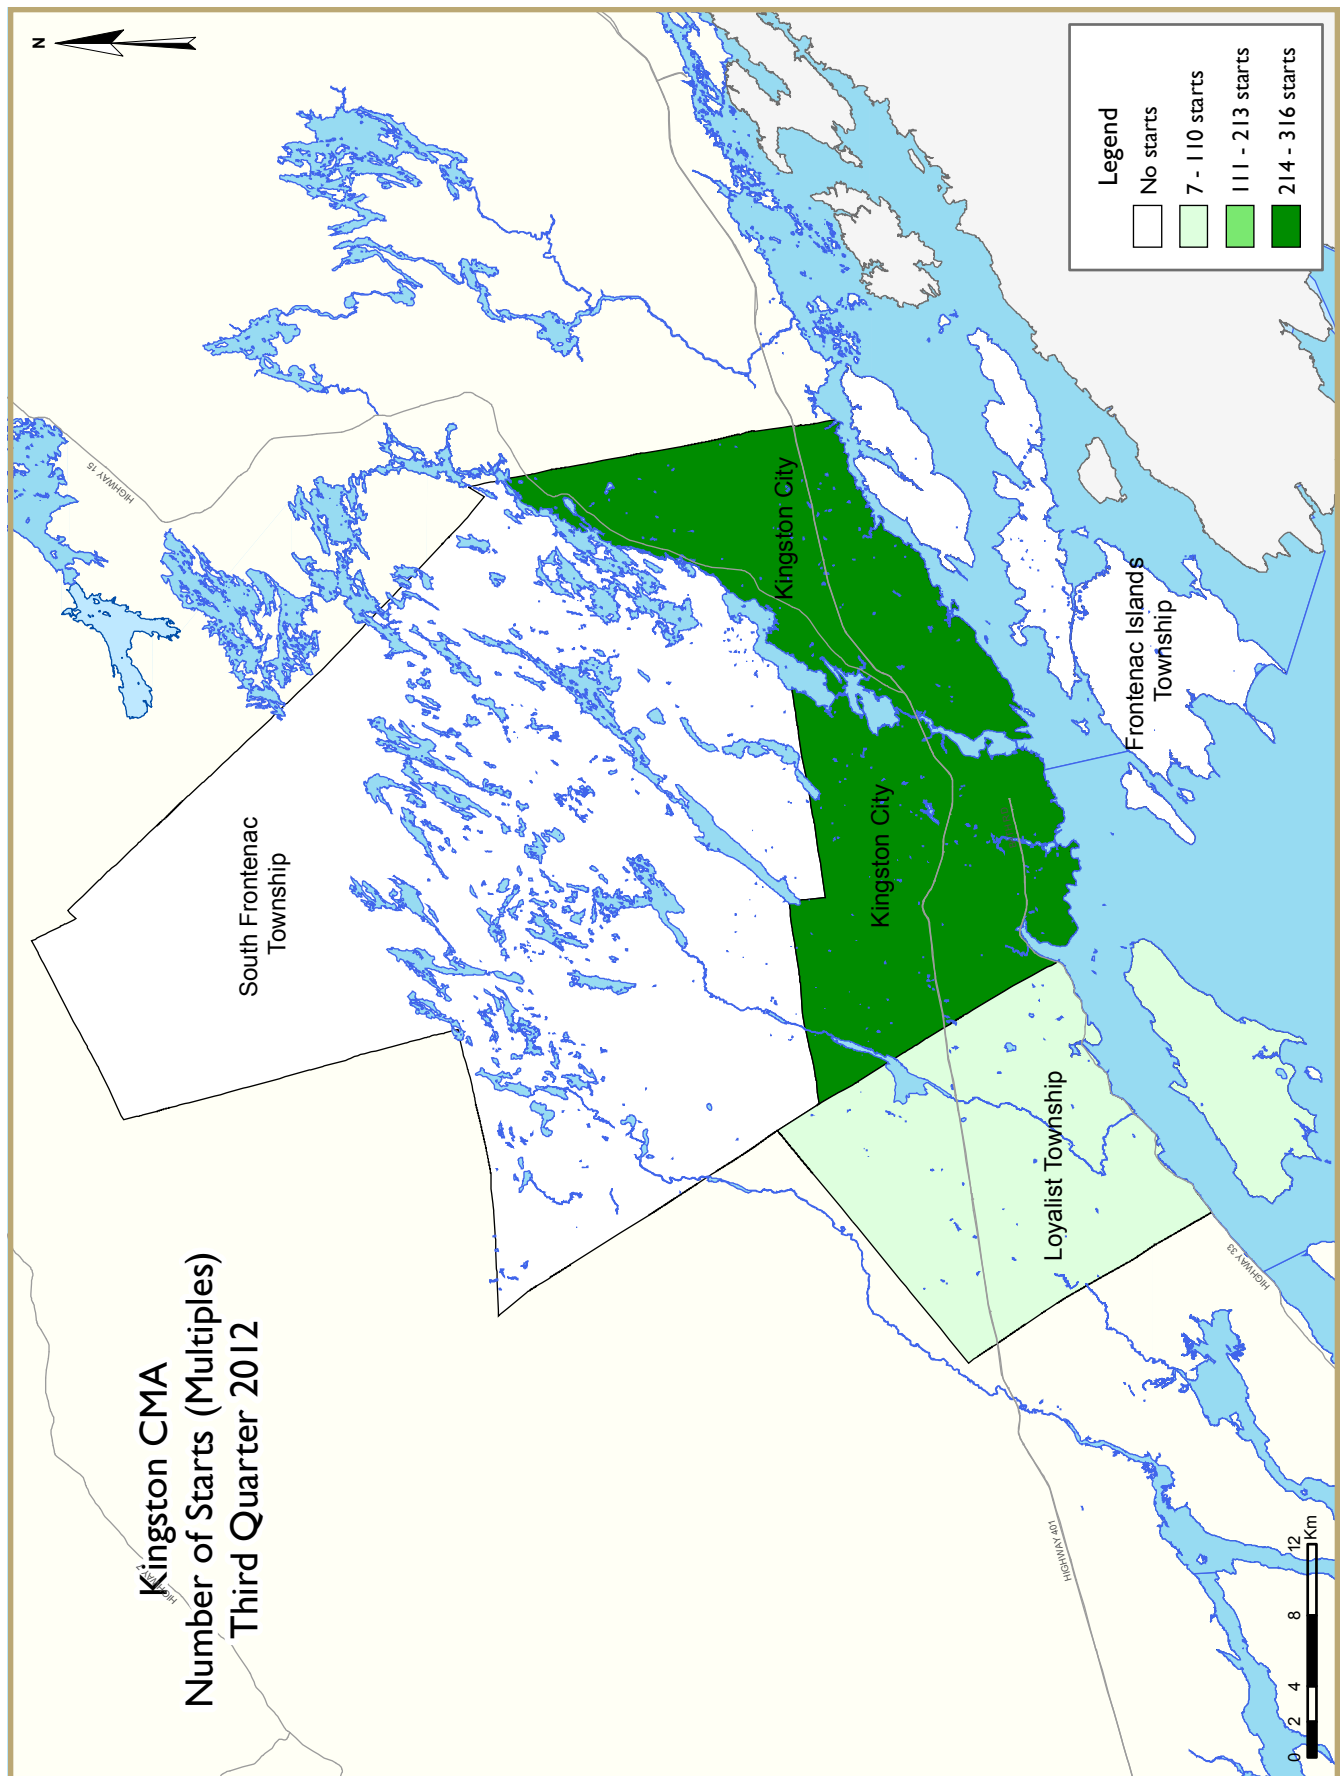 Kingston CMA
Number of Starts (Multiples)
Third Quarter 2012
N
HIGHWAY 7
HIGHWAY 15
South Frontenac
Township
Kingston City
Kingston City
Loyalist Township
Frontenac Islands
Township
HIGHWAY 401
HIGHWAY 33
Legend
No starts
7 - 110 starts
111 - 213 starts
214 - 316 starts
0 2 4 8 12
Km